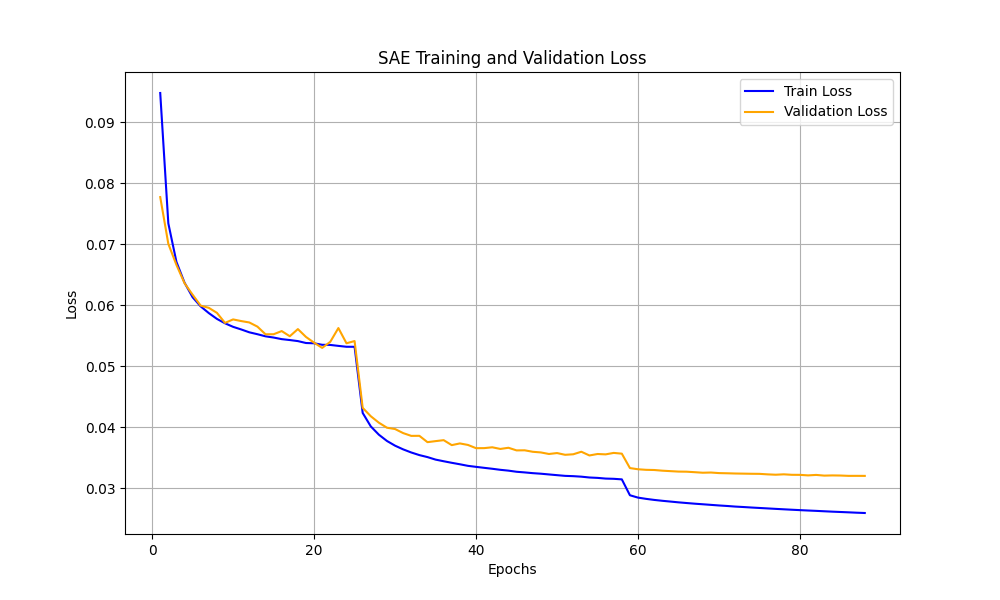 SAE Training and Validation Loss
Train Loss
Validation Loss
Loss
0.09
0.08
0.07
0.06
0.05
0.04
0.03
0 20 40 60 80
Epochs